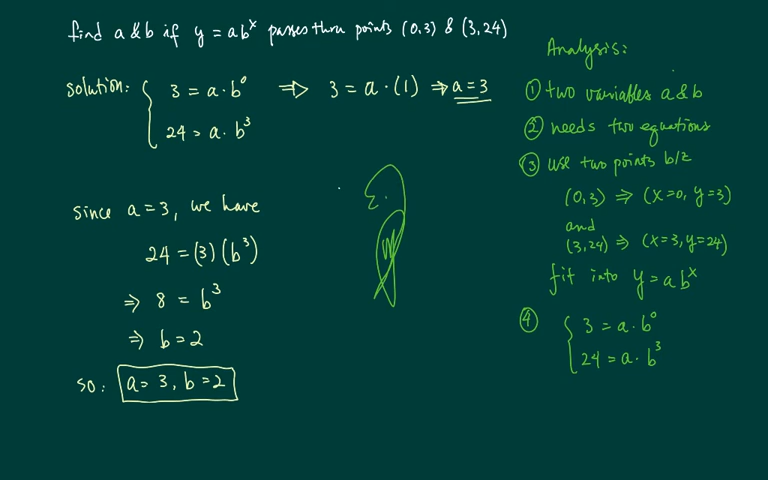 find a & b if y = ab^x passes thru points (0,3) & (3,24)
solution: { 3 = a · b^0 ⇒ 3 = a · (1) ⇒ a = 3
24 = a · b^3
since a = 3, we have
24 = (3)(b^3)
⇒ 8 = b^3
⇒ b = 2
so: a = 3, b = 2
Analysis:
① two variables a & b
② needs two equations
③ use two points b/z
(0,3) ⇒ (x=0, y=3)
and
(3,24) ⇒ (x=3, y=24)
fit into y = ab^x
④ { 3 = a · b^0
24 = a · b^3